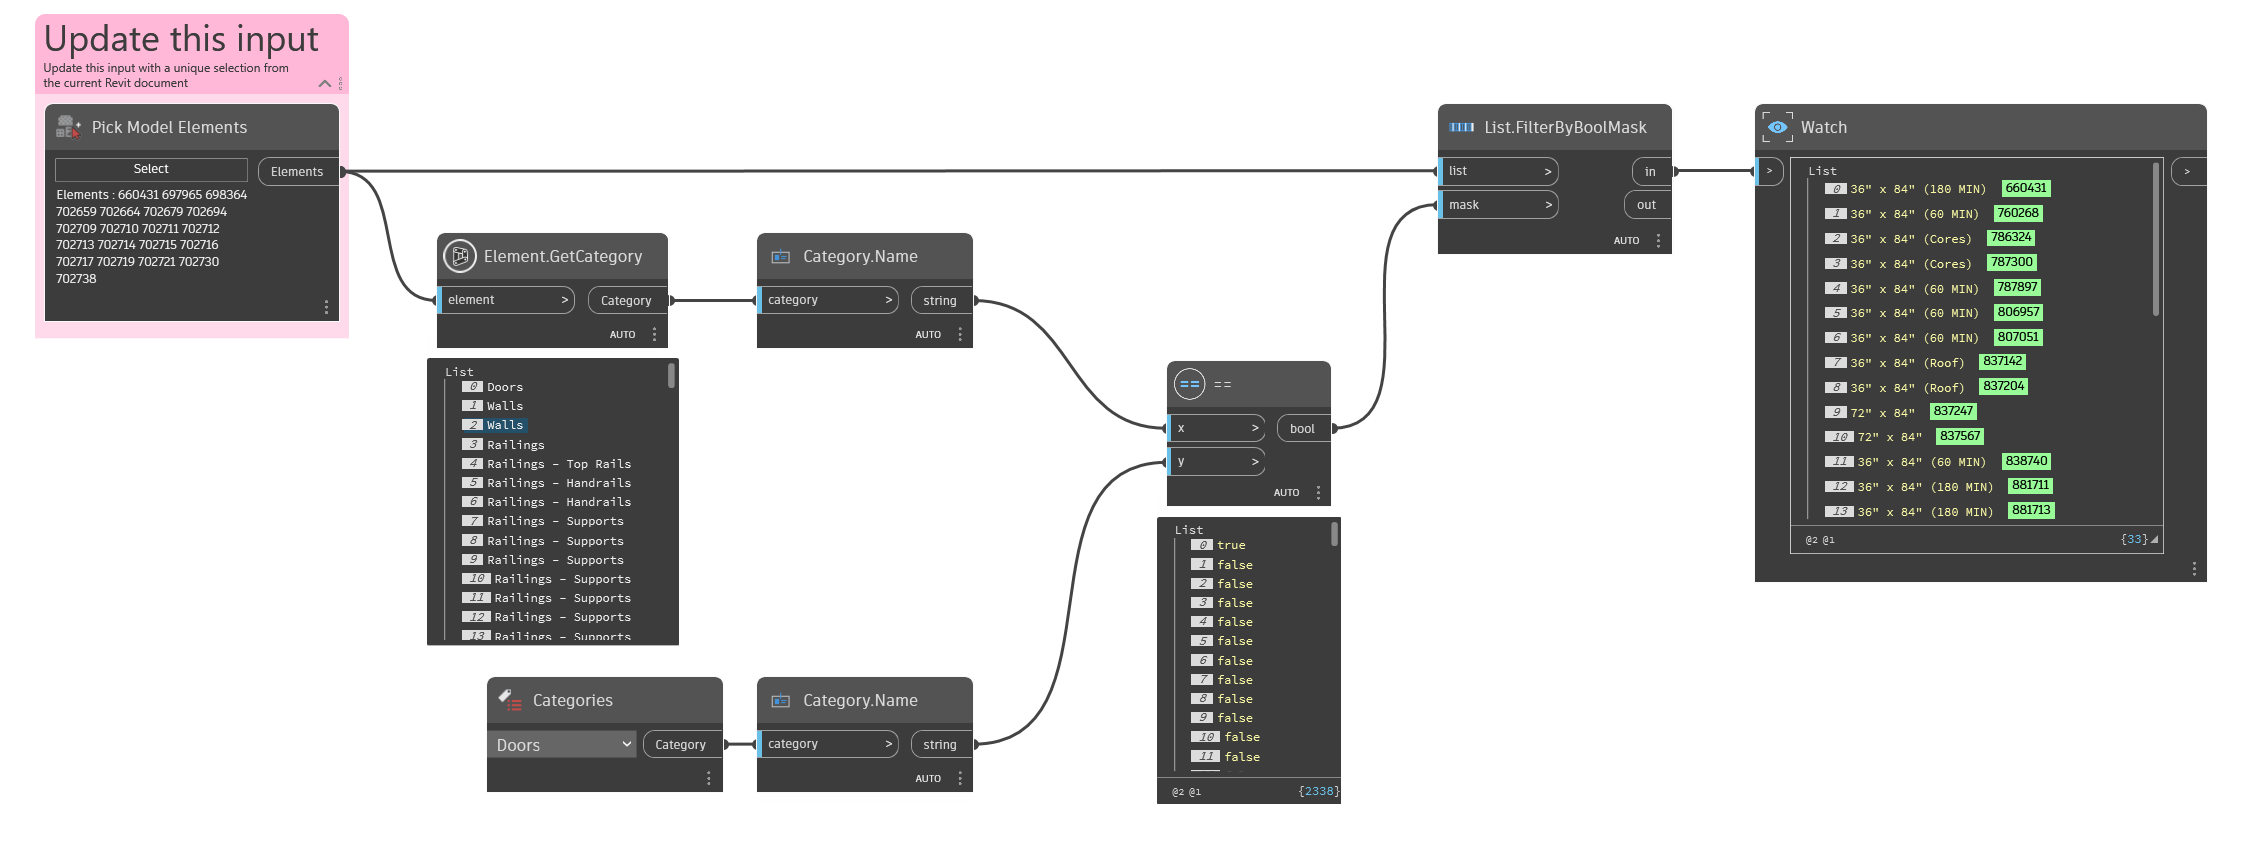 Update this input
Update this input with a unique selection from
the current Revit document
Pick Model Elements
Select
Elements
Elements : 660431 697965 698364
702659 702664 702679 702694
702709 702710 702711 702712
702713 702714 702715 702716
702717 702719 702721 702730
702738
Element.GetCategory
element >
Category
AUTO
List
0 Doors
1 Walls
2 Walls
3 Railings
4 Railings - Top Rails
5 Railings - Handrails
6 Railings - Handrails
7 Railings - Supports
8 Railings - Supports
9 Railings - Supports
10 Railings - Supports
11 Railings - Supports
12 Railings - Supports
13 Railings - Supports
Category.Name
category >
string
AUTO
Categories
Doors
Category
Category.Name
category >
string
AUTO
== ==
x >
bool
y >
AUTO
List
0 true
1 false
2 false
3 false
4 false
5 false
6 false
7 false
8 false
9 false
10 false
11 false
@2 @1 {2338}
List.FilterByBoolMask
list >
in
mask >
out
AUTO
Watch
>
>
List
0 36" x 84" (180 MIN) 660431
1 36" x 84" (60 MIN) 760268
2 36" x 84" (Cores) 786324
3 36" x 84" (Cores) 787300
4 36" x 84" (60 MIN) 787897
5 36" x 84" (60 MIN) 806957
6 36" x 84" (60 MIN) 807051
7 36" x 84" (Roof) 837142
8 36" x 84" (Roof) 837204
9 72" x 84" 837247
10 72" x 84" 837567
11 36" x 84" (60 MIN) 838740
12 36" x 84" (180 MIN) 881711
13 36" x 84" (180 MIN) 881713
@2 @1 {33}